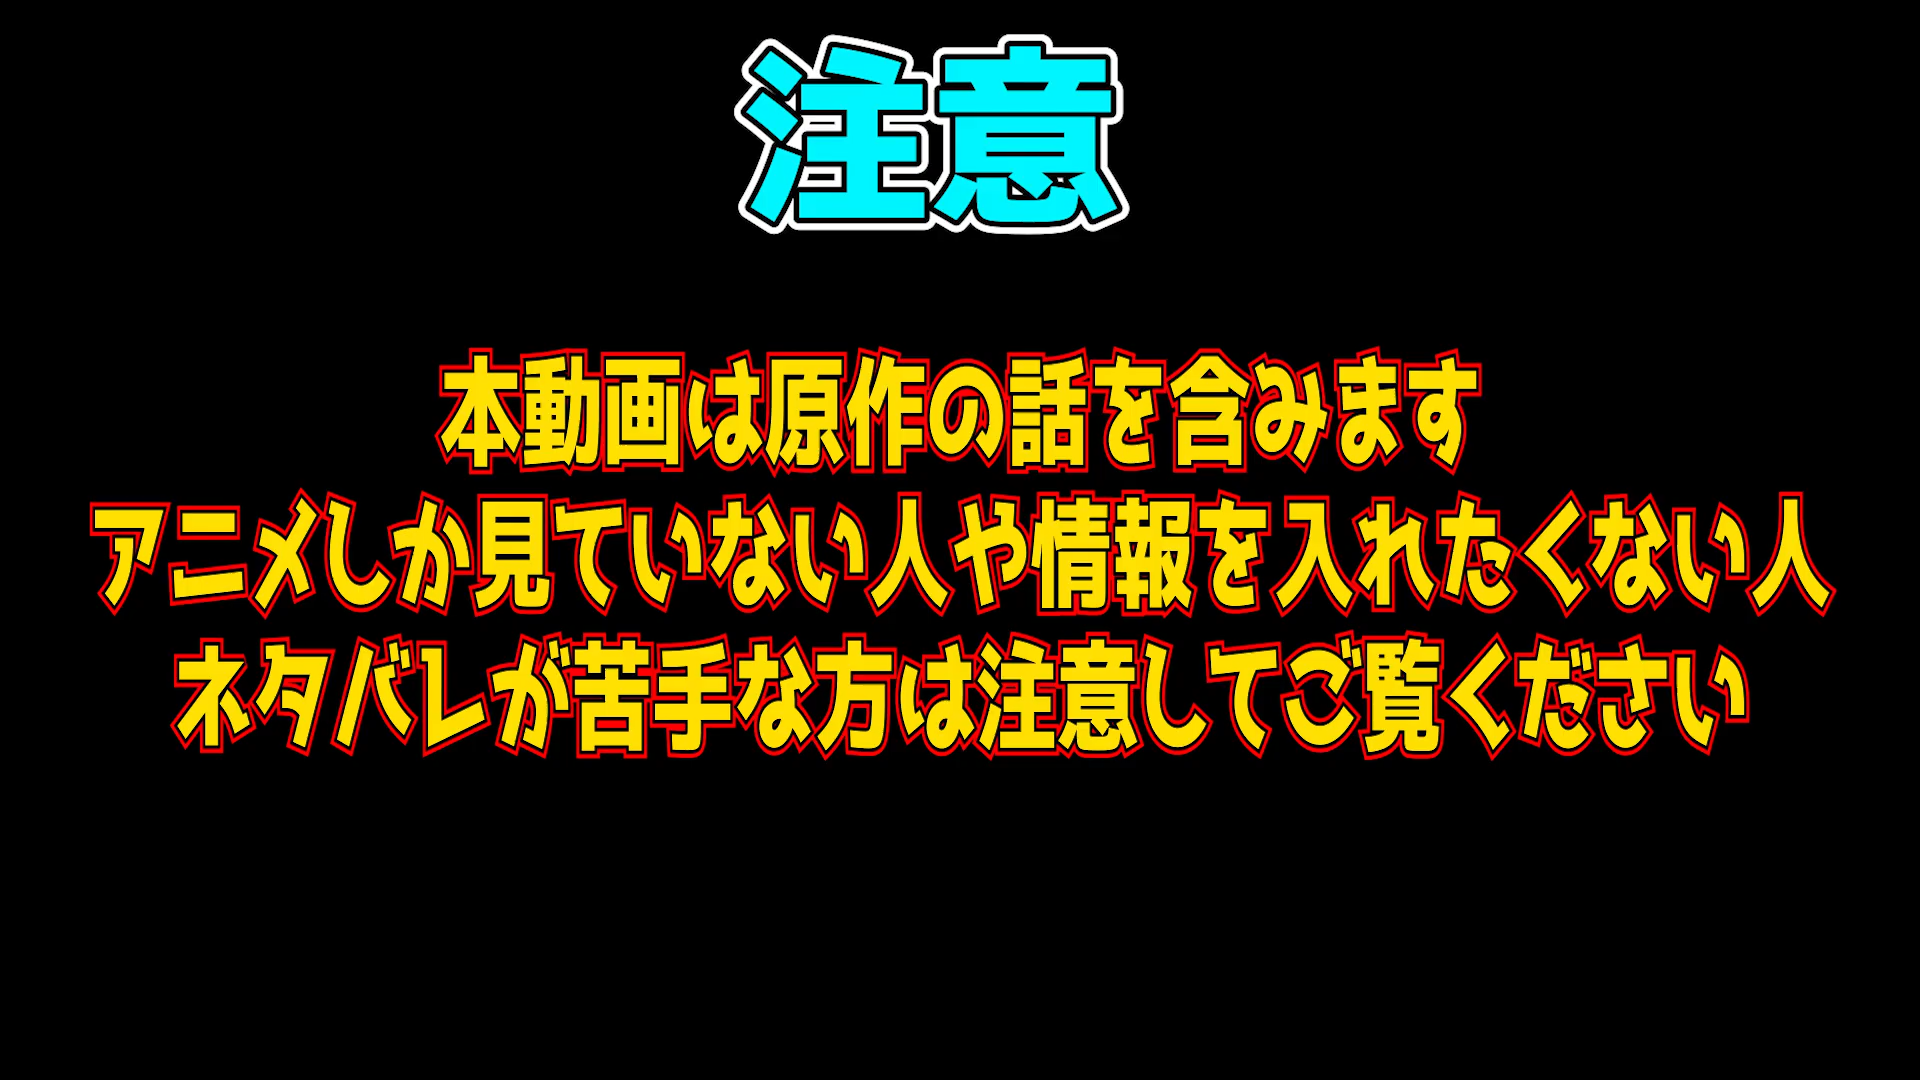 注意
本動画は原作の話を含みます
アニメしか見ていない人や情報を入れたくない人
ネタバレが苦手な方は注意してご覧ください